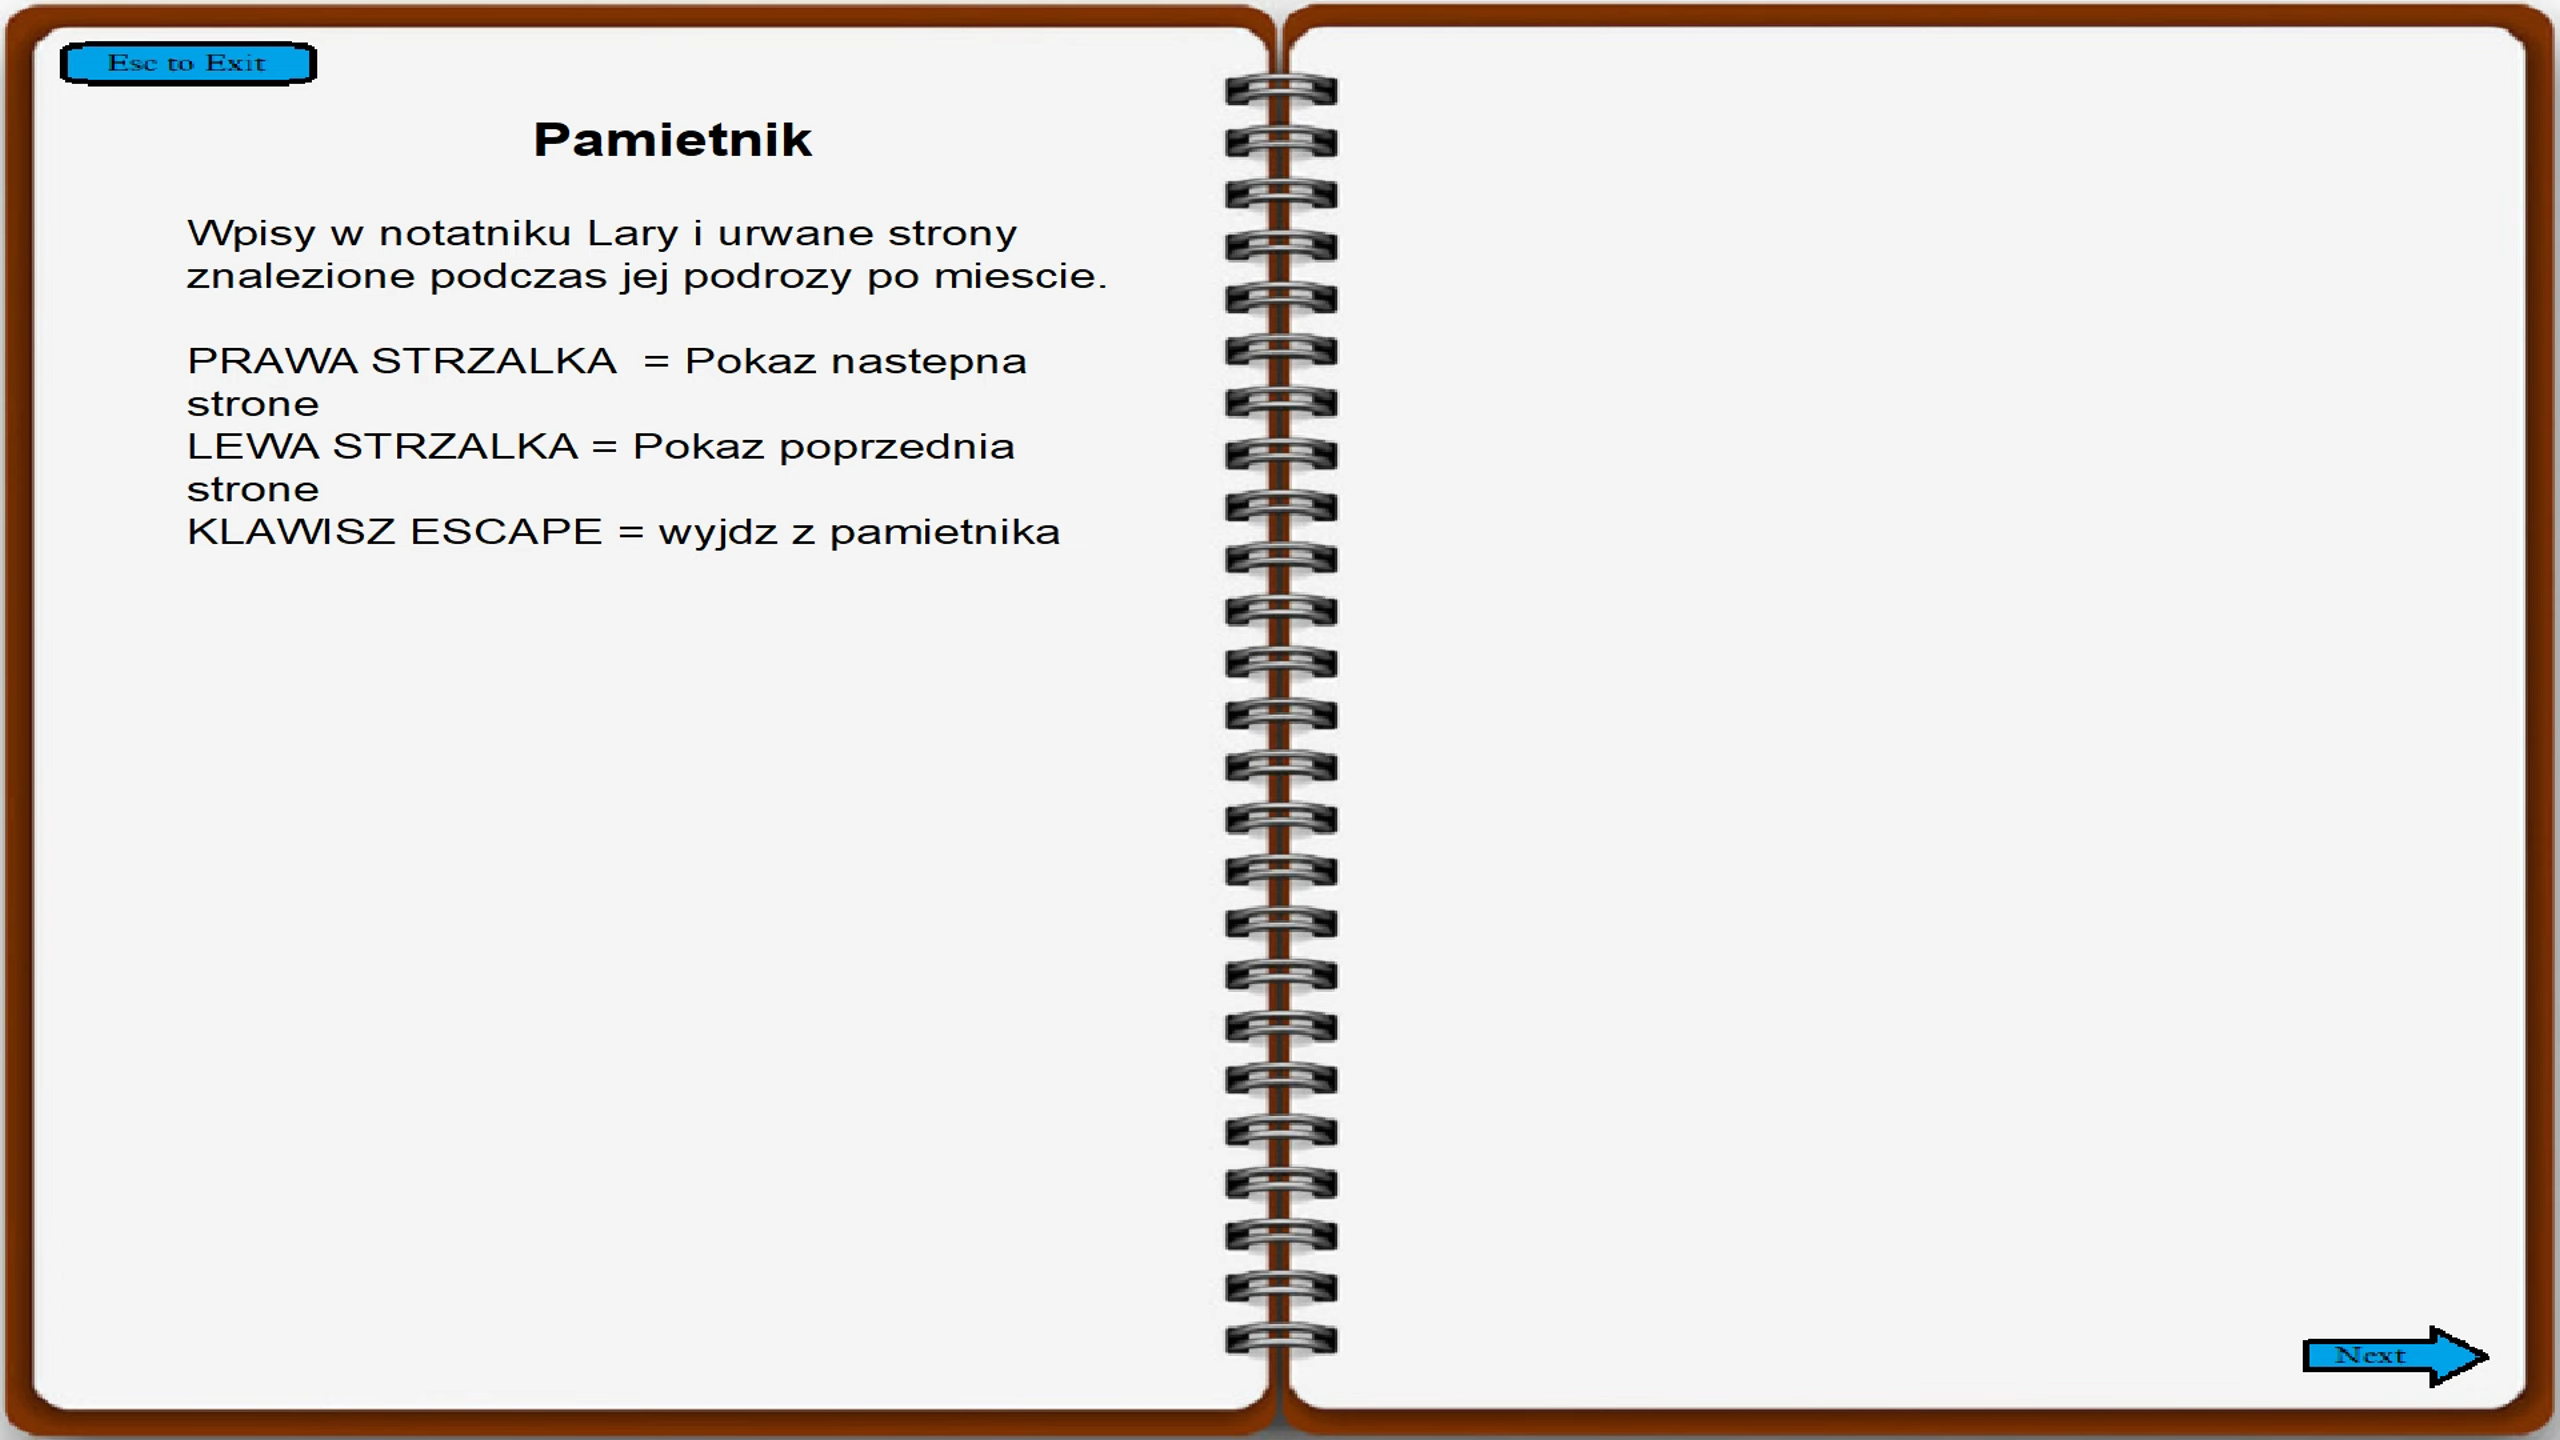 Esc to Exit
Pamietnik
Wpisy w notatniku Lary i urwane strony
znalezione podczas jej podrozy po miescie.
PRAWA STRZALKA  = Pokaz nastepna
strone
LEWA STRZALKA = Pokaz poprzednia
strone
KLAWISZ ESCAPE = wyjdz z pamietnika
Next